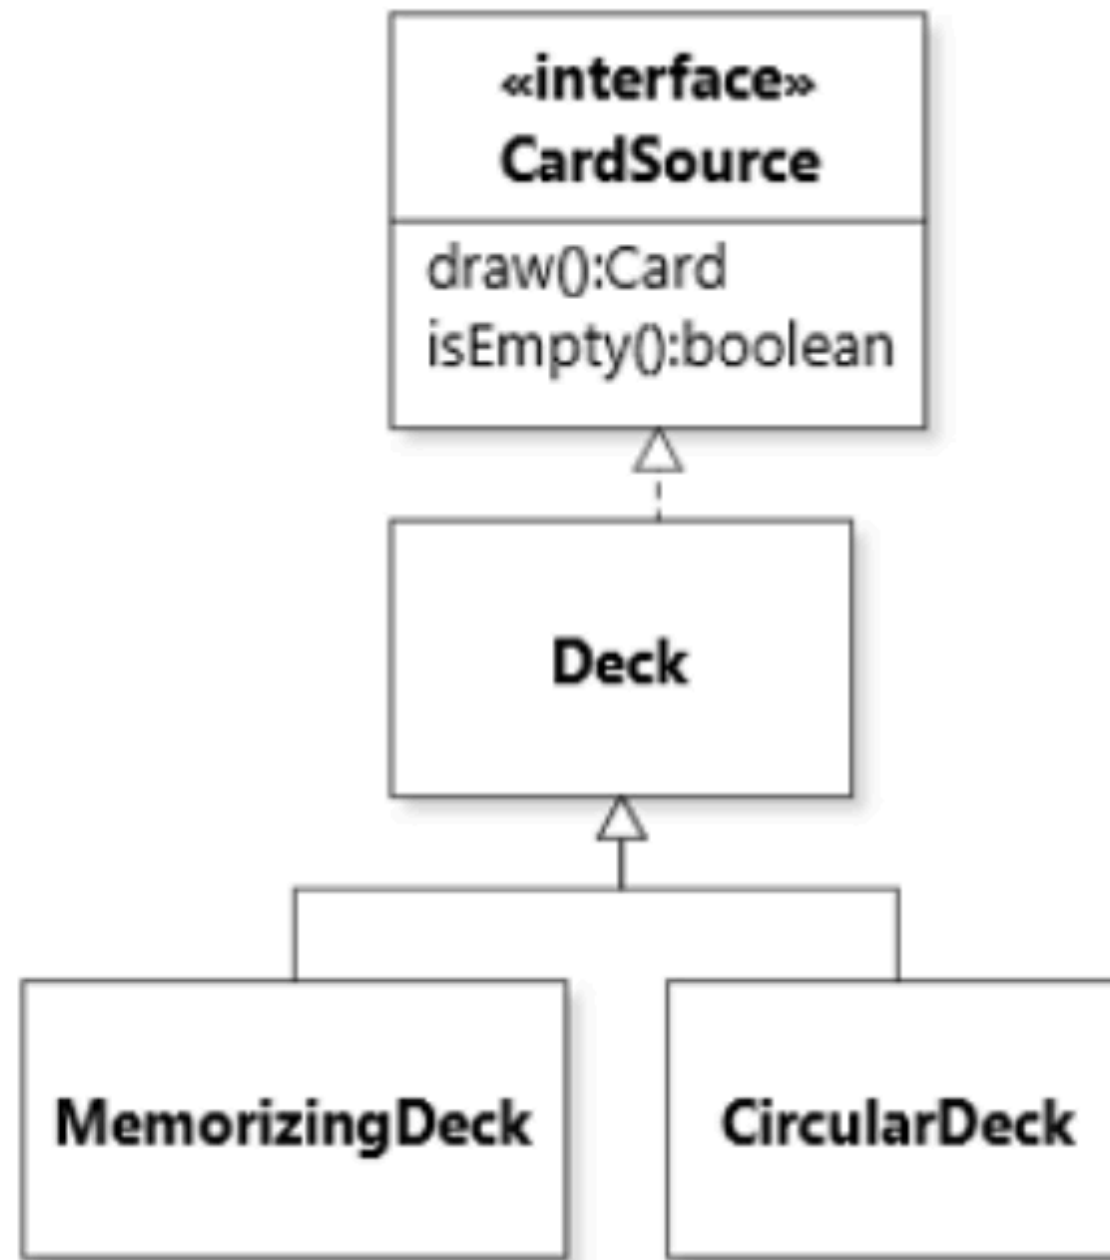 «interface»
CardSource
draw():Card
isEmpty():boolean
Deck
MemorizingDeck
CircularDeck